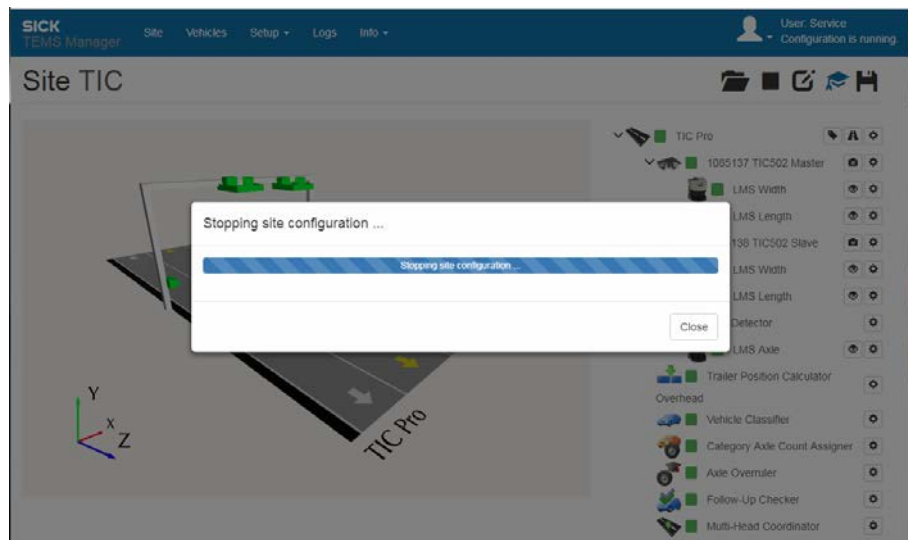 SICK
TEMS Manager
Site Vehicles Setup Logs Info
User: Service
Configuration is running.
Site TIC
TIC Pro
1085137 TIC502 Master
LMS Width
LMS Length
136 TIC502 Slave
LMS Width
LMS Length
Detector
LMS Axle
Trailer Position Calculator
Overhead
Vehicle Classifier
Category Axle Count Assigner
Axle Overruler
Follow-Up Checker
Multi-Head Coordinator
Stopping site configuration ...
Stopping site configuration ...
Close
Y
X
Z
TIC Pro